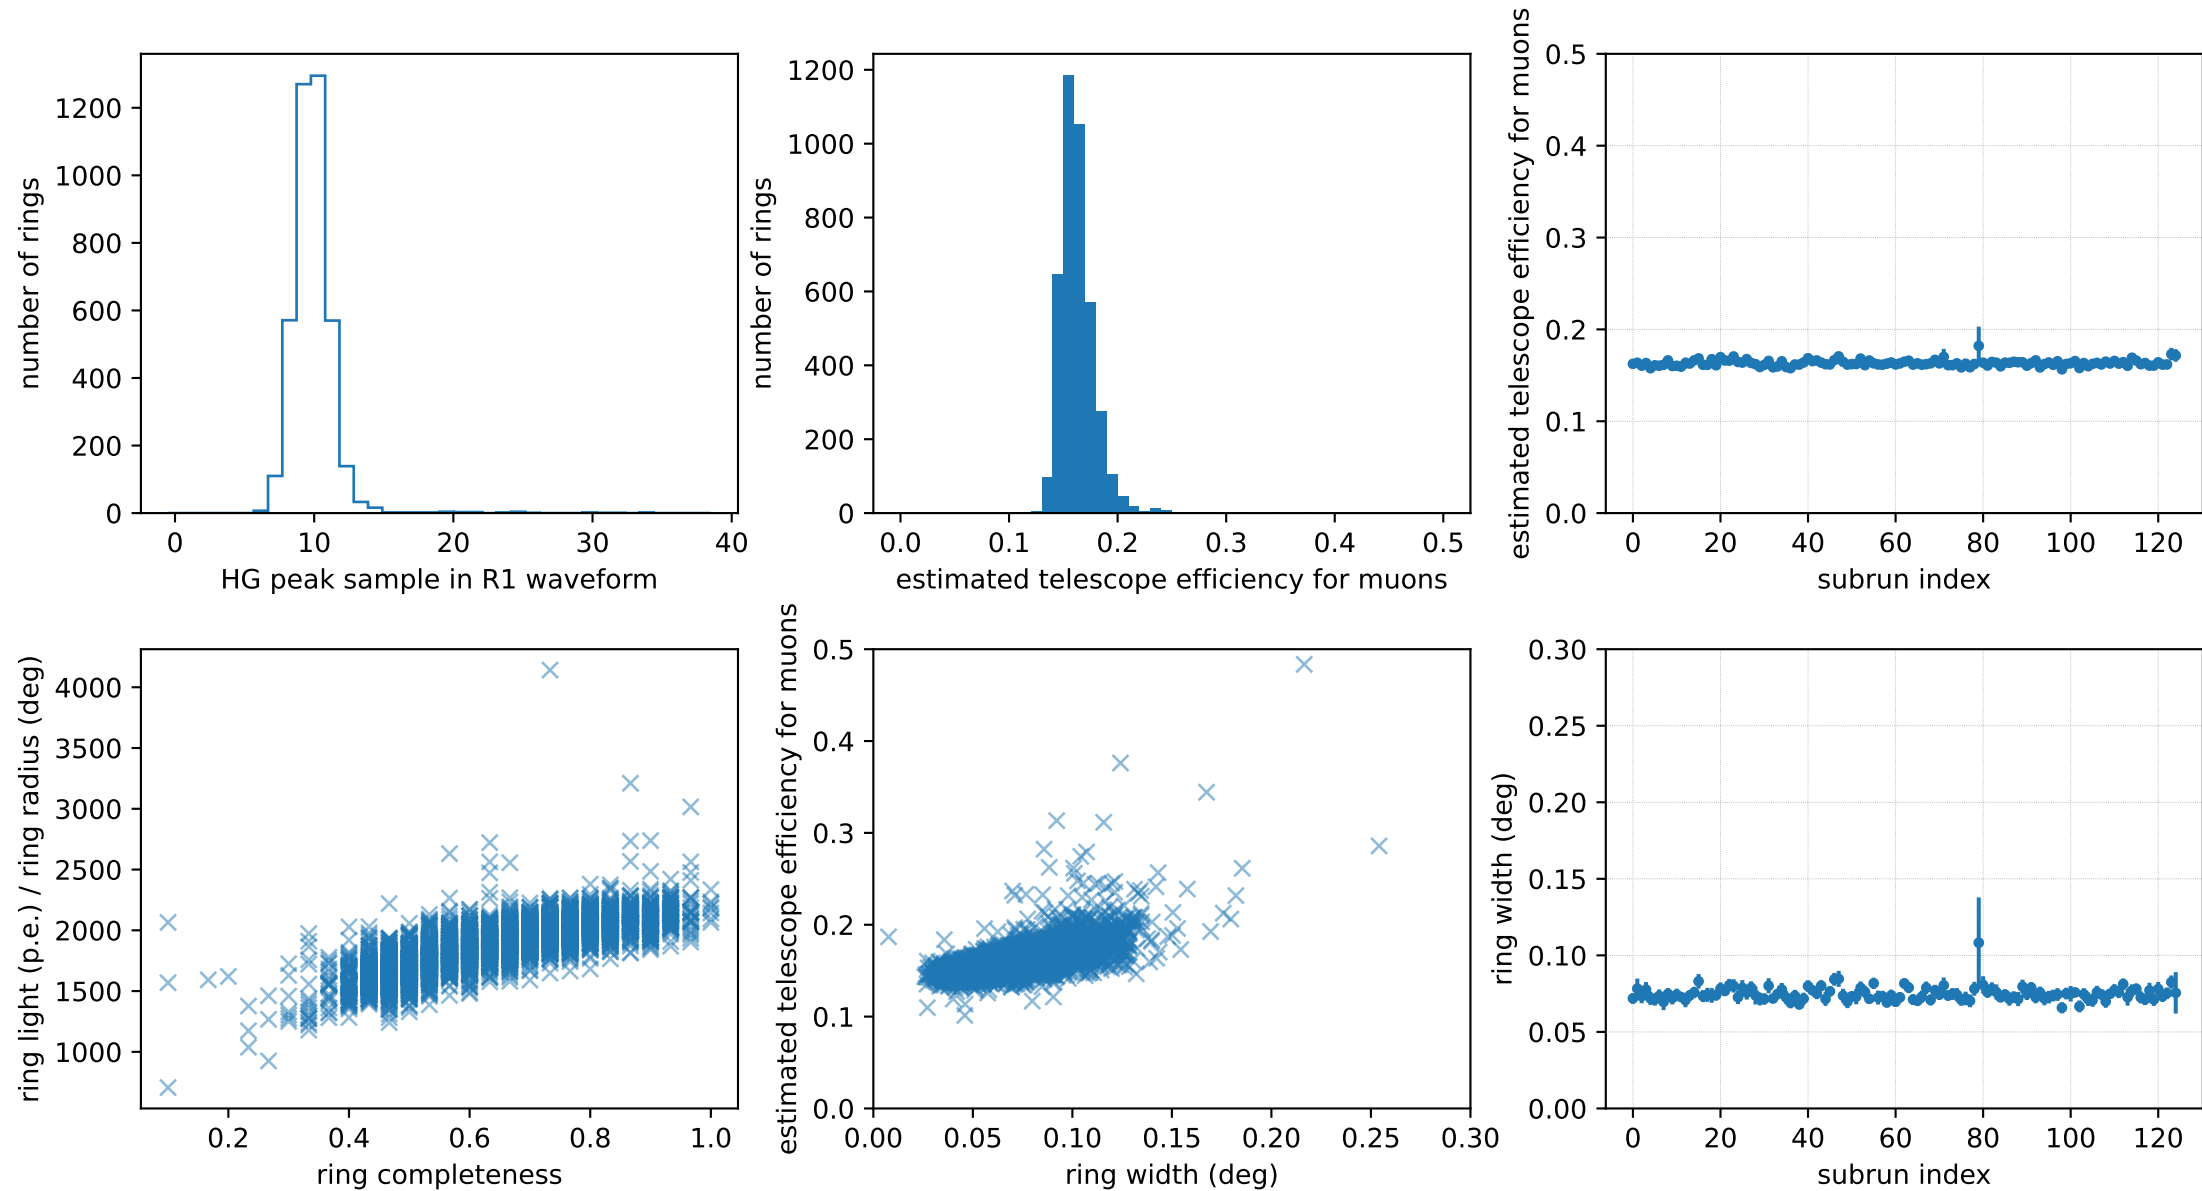 number of rings
1200
1000
800
600
400
200
0
0 10 20 30 40
HG peak sample in R1 waveform
number of rings
1200
1000
800
600
400
200
0
0.0 0.1 0.2 0.3 0.4 0.5
estimated telescope efficiency for muons
estimated telescope efficiency for muons
0.5
0.4
0.3
0.2
0.1
0.0
0 20 40 60 80 100 120
subrun index
ring light (p.e.) / ring radius (deg)
4000
3500
3000
2500
2000
1500
1000
0.2 0.4 0.6 0.8 1.0
ring completeness
estimated telescope efficiency for muons
0.5
0.4
0.3
0.2
0.1
0.0
0.00 0.05 0.10 0.15 0.20 0.25 0.30
ring width (deg)
ring width (deg)
0.30
0.25
0.20
0.15
0.10
0.05
0.00
0 20 40 60 80 100 120
subrun index